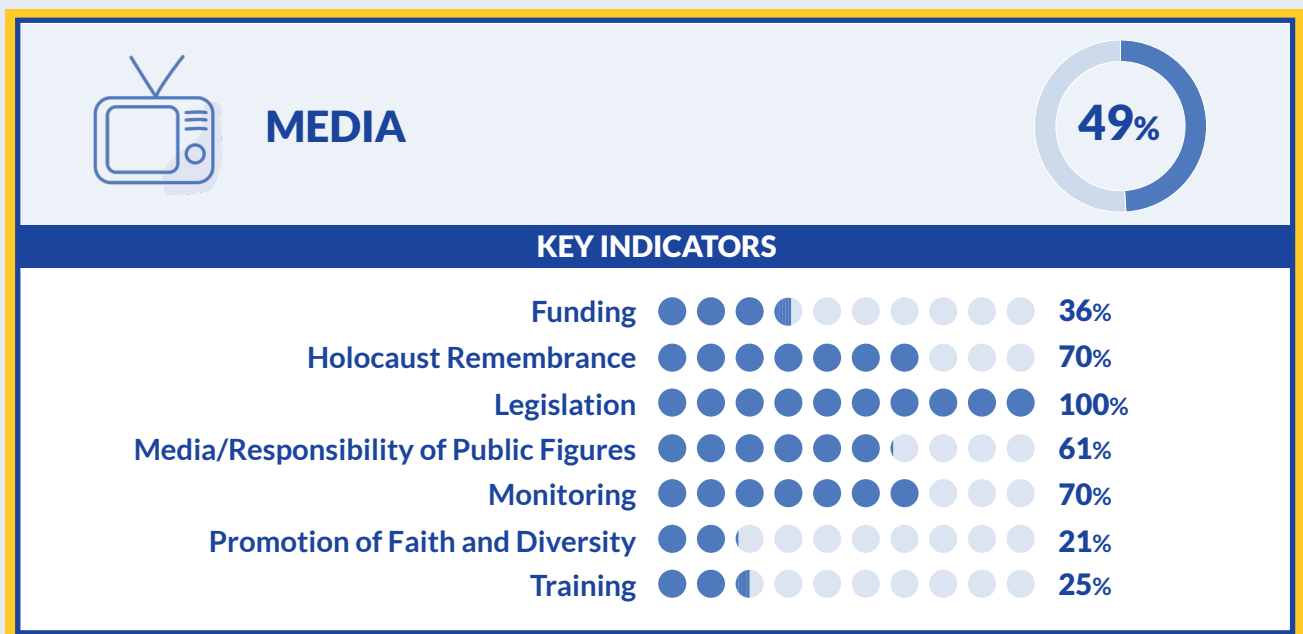 MEDIA
49%
KEY INDICATORS
Funding 36%
Holocaust Remembrance 70%
Legislation 100%
Media/Responsibility of Public Figures 61%
Monitoring 70%
Promotion of Faith and Diversity 21%
Training 25%